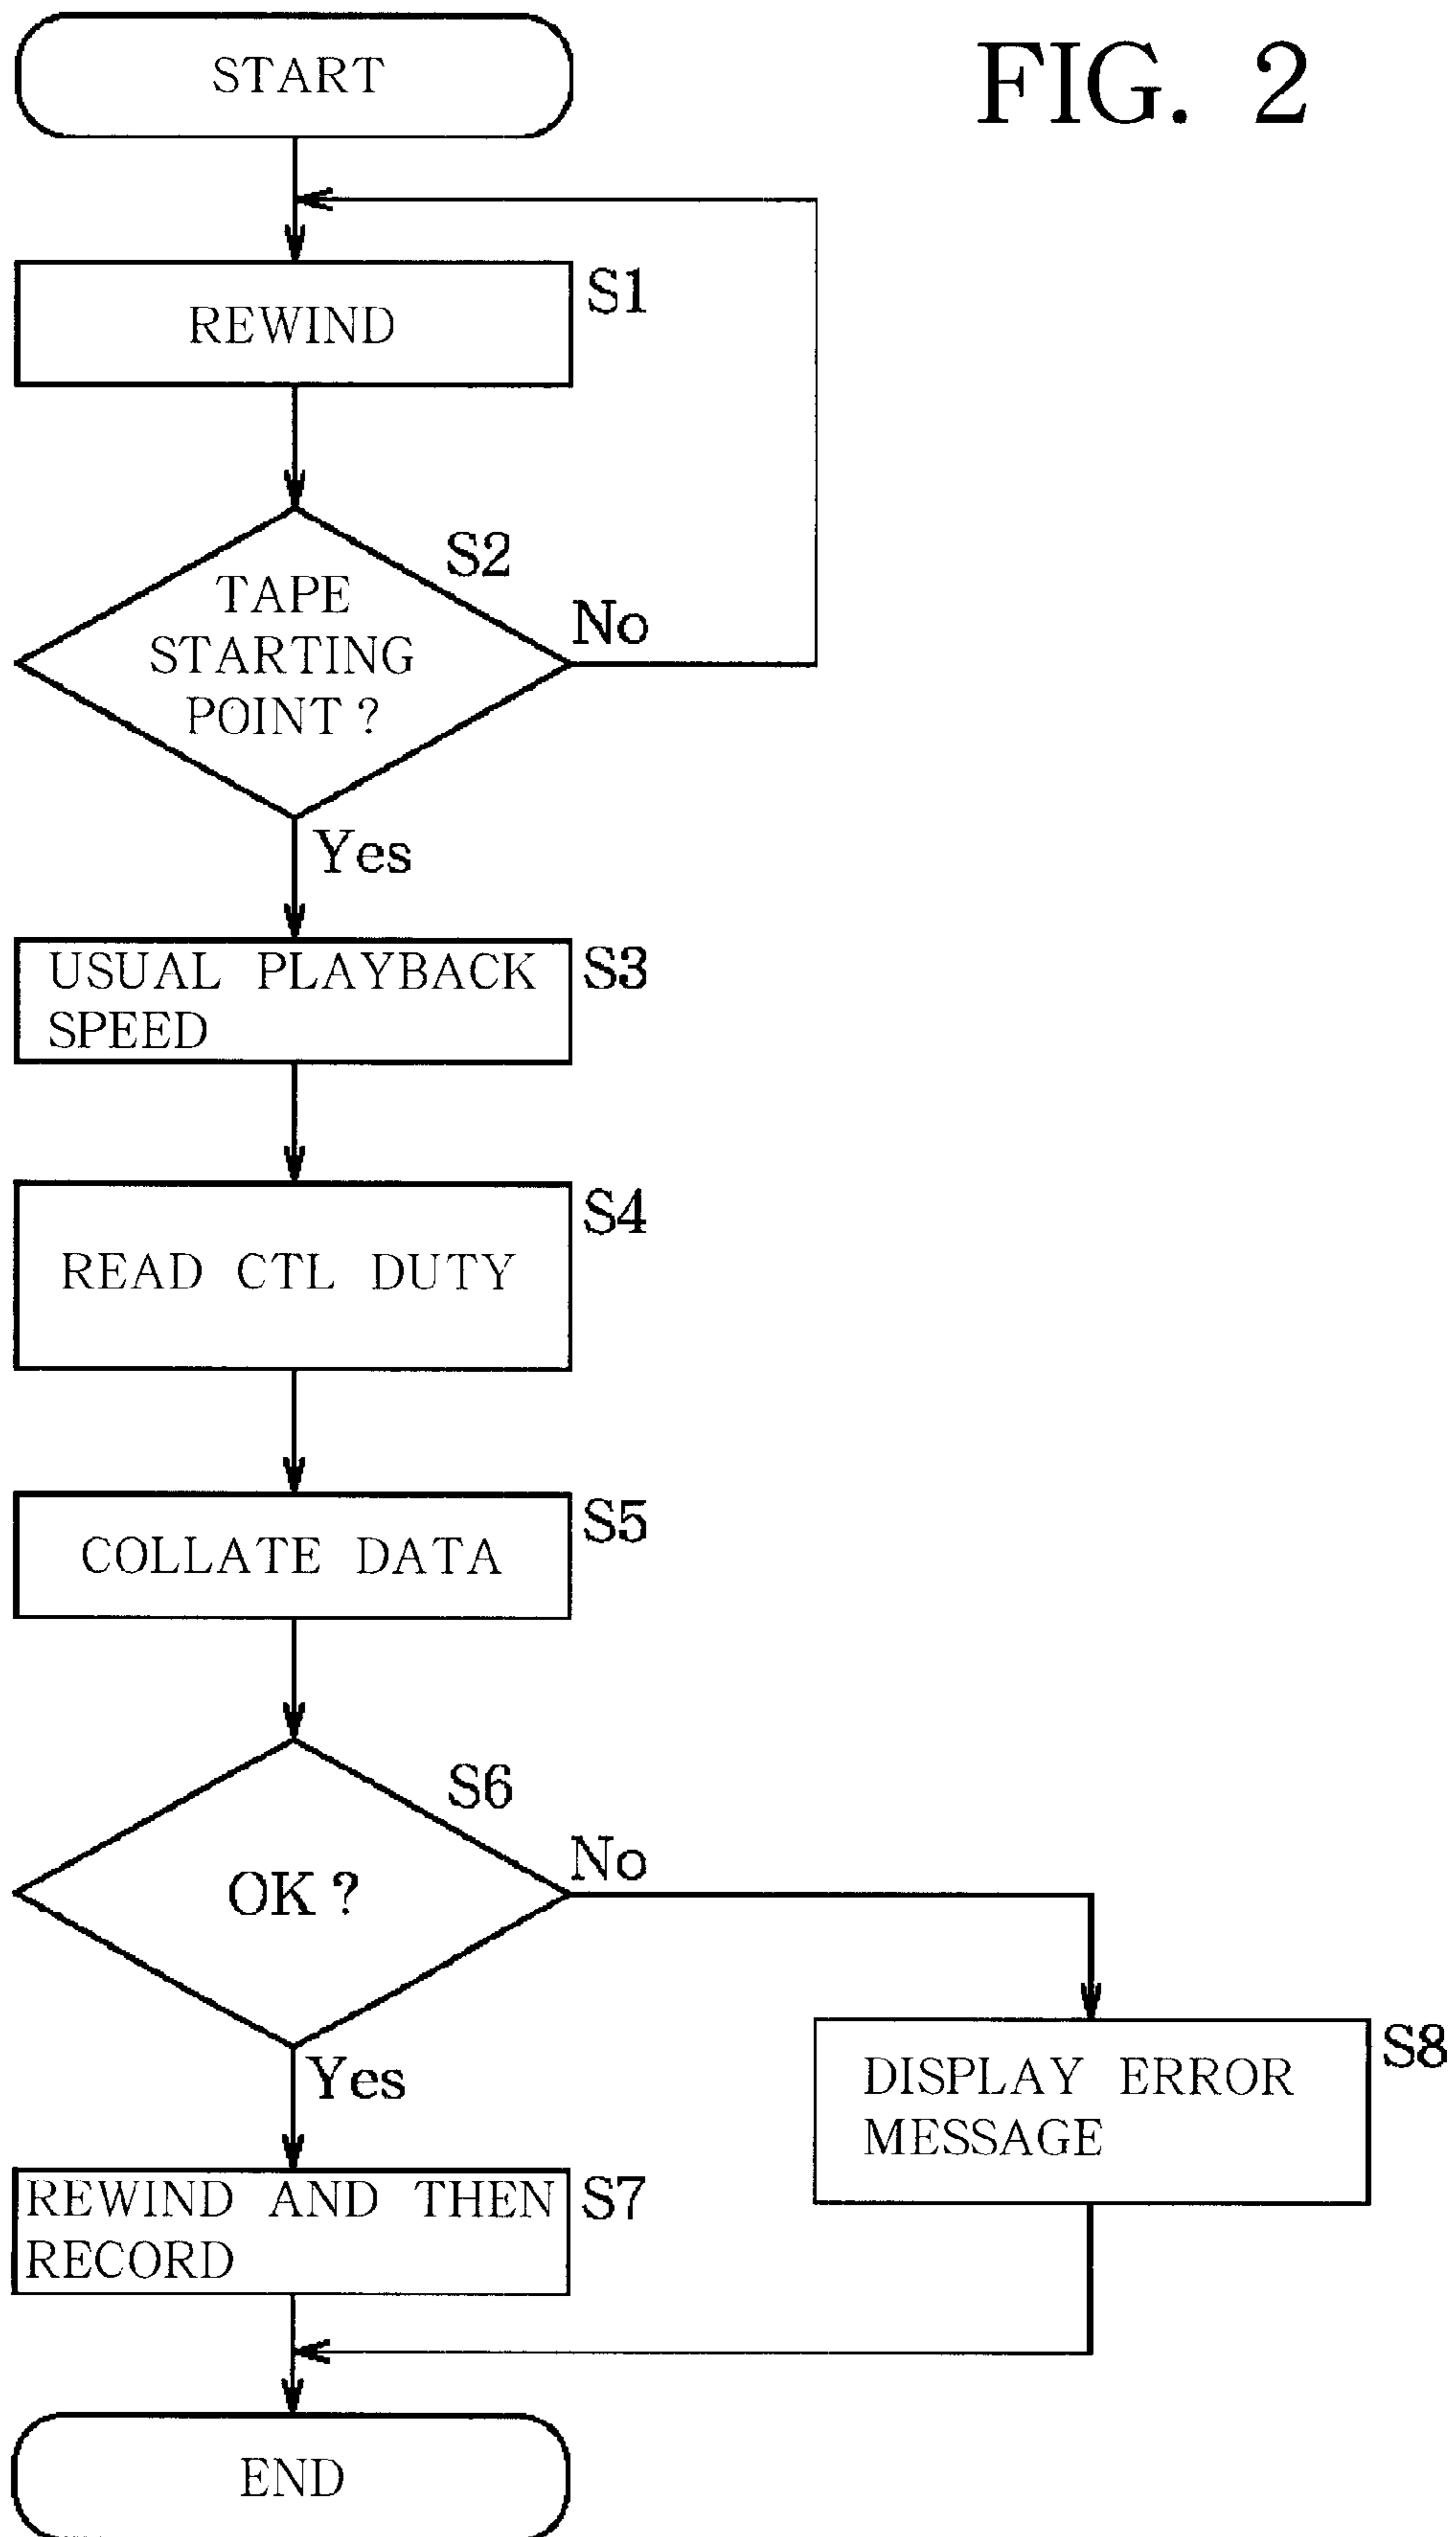 FIG. 2
START
REWIND
S1
S2
TAPE
STARTING
POINT?
No
Yes
USUAL PLAYBACK
SPEED
S3
READ CTL DUTY
S4
COLLATE DATA
S5
S6
OK?
No
Yes
DISPLAY ERROR
MESSAGE
S8
REWIND AND THEN
RECORD
S7
END